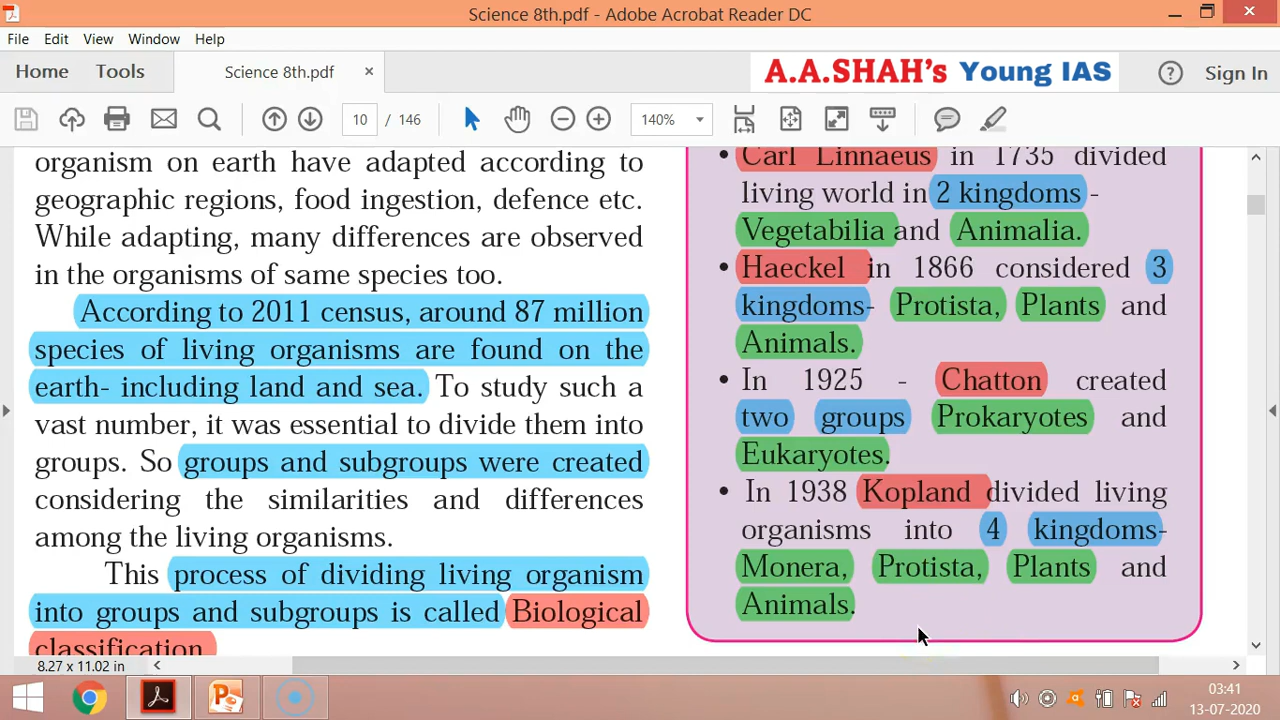 Science 8th.pdf - Adobe Acrobat Reader DC
File Edit View Window Help
Home Tools Science 8th.pdf ×
A.A.SHAH's Young IAS
Sign In
10 / 146
140%
organism on earth have adapted according to
geographic regions, food ingestion, defence etc.
While adapting, many differences are observed
in the organisms of same species too.
According to 2011 census, around 87 million
species of living organisms are found on the
earth- including land and sea. To study such a
vast number, it was essential to divide them into
groups. So groups and subgroups were created
considering the similarities and differences
among the living organisms.
This process of dividing living organism
into groups and subgroups is called Biological
classification
• Carl Linnaeus in 1735 divided
living world in 2 kingdoms -
Vegetabilia and Animalia.
• Haeckel in 1866 considered 3
kingdoms- Protista, Plants and
Animals.
• In 1925 - Chatton created
two groups Prokaryotes and
Eukaryotes.
• In 1938 Kopland divided living
organisms into 4 kingdoms-
Monera, Protista, Plants and
Animals.
8.27 x 11.02 in
03:41
13-07-2020